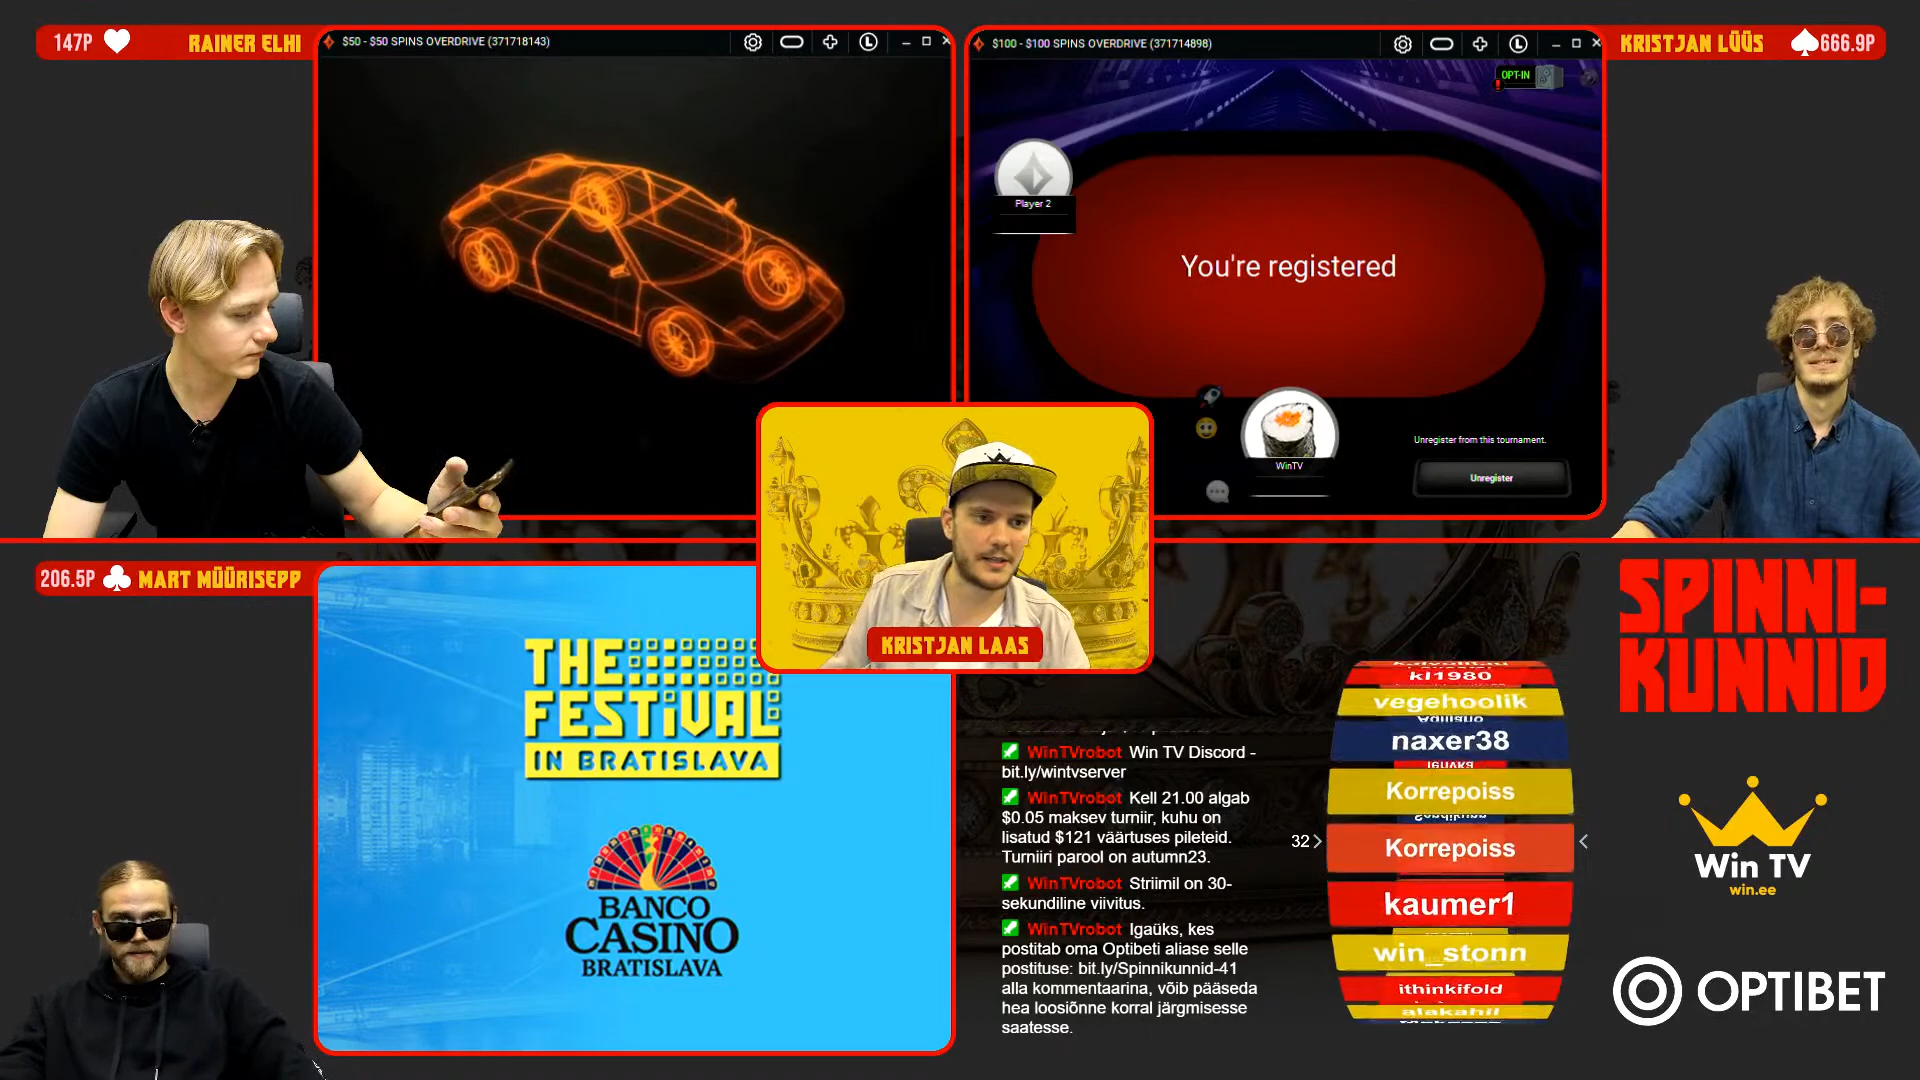 147P
RAINER ELHI
$50 - $50 SPINS OVERDRIVE (371718143)
$100 - $100 SPINS OVERDRIVE (371714898)
KRISTJAN LÜÜS
666.9P
OPT-IN
Player 2
You're registered
WinTV
Unregister from this tournament.
Unregister
206.5P
MART MÜÜRISEPP
THE
FESTIVAL
IN BRATISLAVA
BANCO
CASINO
BRATISLAVA
KRISTJAN LAAS
WinTVrobot Win TV Discord -
bit.ly/wintvserver
WinTVrobot Kell 21.00 algab
$0.05 maksev turniir, kuhu on
lisatud $121 väärtuses pileteid.
Turniiri parool on autumn23.
WinTVrobot Striimil on 30-
sekundiline viivitus.
WinTVrobot Igaüks, kes
postitab oma Optibeti aliase selle
postituse: bit.ly/Spinnikunnid-41
alla kommentaarina, võib pääseda
hea loosiõnne korral järgmisesse
saatesse.
kl1980
vegehoolik
naxer38
Korrepoiss
32
Korrepoiss
kaumer1
win_stonn
ithinkifold
alakahil
SPINNI-
KUNNID
Win TV
win.ee
OPTIBET